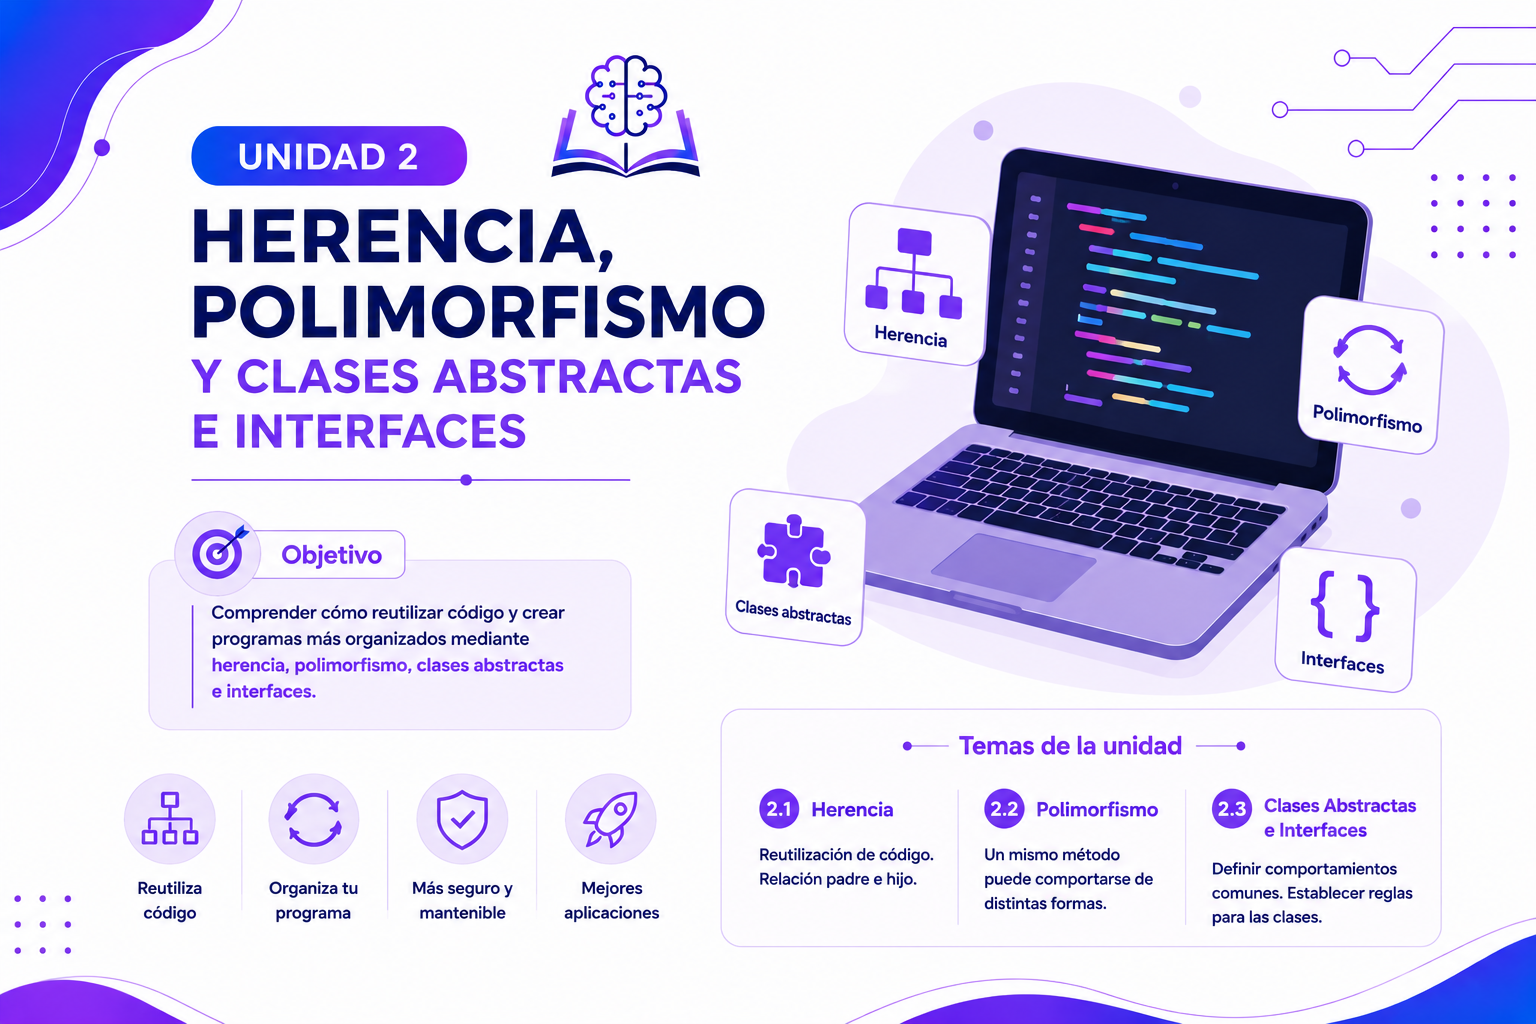 UNIDAD 2
HERENCIA,
POLIMORFISMO
Y CLASES ABSTRACTAS
E INTERFACES
Objetivo
Comprender cómo reutilizar código y crear
programas más organizados mediante
herencia, polimorfismo, clases abstractas
e interfaces.
Reutiliza
código
Organiza tu
programa
Más seguro y
mantenible
Mejores
aplicaciones
Herencia
Polimorfismo
Clases abstractas
{ }
Interfaces
Temas de la unidad
2.1 Herencia
Reutilización de código.
Relación padre e hijo.
2.2 Polimorfismo
Un mismo método
puede comportarse de
distintas formas.
2.3 Clases Abstractas
e Interfaces
Definir comportamientos
comunes. Establecer reglas
para las clases.